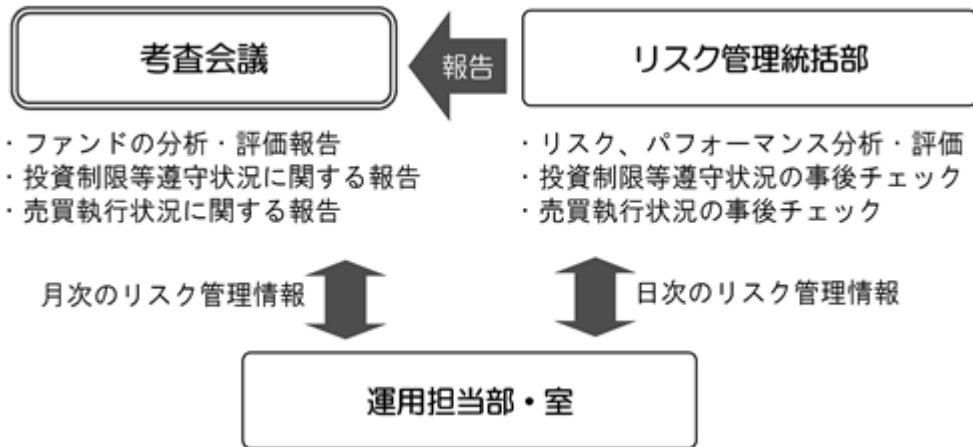 考査会議
報告
リスク管理統括部
・ファンドの分析・評価報告
・投資制限等遵守状況に関する報告
・売買執行状況に関する報告
・リスク、パフォーマンス分析・評価
・投資制限等遵守状況の事後チェック
・売買執行状況の事後チェック
月次のリスク管理情報
日次のリスク管理情報
運用担当部・室